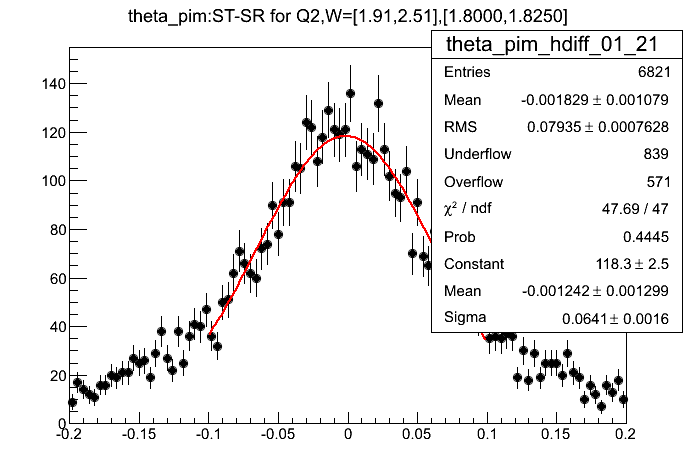 theta_pim:ST-SR for Q2,W=[1.91,2.51],[1.8000,1.8250]
theta_pim_hdiff_01_21
Entries 6821
Mean -0.001829 ± 0.001079
RMS 0.07935 ± 0.0007628
Underflow 839
Overflow 571
χ² / ndf 47.69 / 47
Prob 0.4445
Constant 118.3 ± 2.5
Mean -0.001242 ± 0.001299
Sigma 0.0641 ± 0.0016
140
120
100
80
60
40
20
0
-0.2 -0.15 -0.1 -0.05 0 0.05 0.1 0.15 0.2